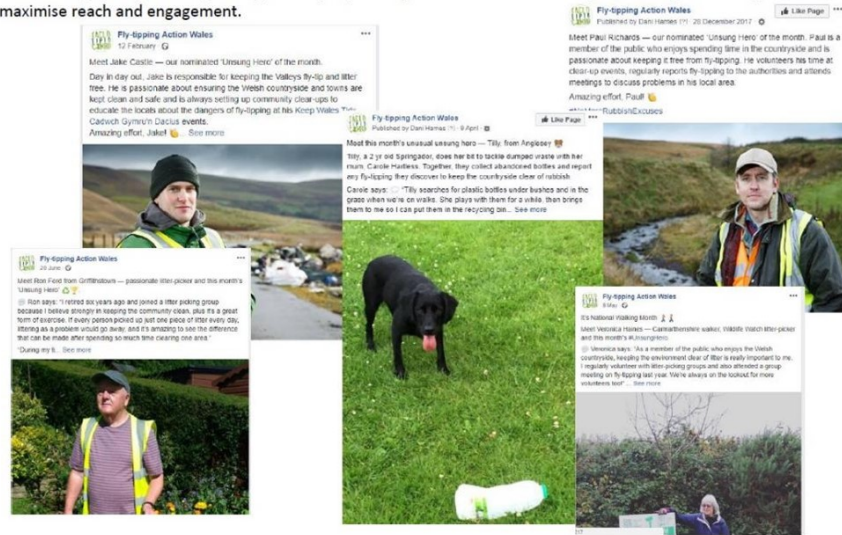 maximise reach and engagement.
Fly-tipping Action Wales
12 February
Meet Jake Castle — our nominated 'Unsung Hero' of the month.
Day in day out, Jake is responsible for keeping the Valleys fly-tip and litter
free. He is passionate about ensuring the Welsh countryside and towns are
kept clean and safe and is always setting up community clear-ups to
educate the locals about the dangers of fly-tipping at his Keep Wales Tidy
Cadwch Gymru'n Daclus events.
Amazing effort, Jake! ... See more
Fly-tipping Action Wales
Published by Dani Harnes · 28 December 2017
Like Page
Meet Paul Richards — our nominated 'Unsung Hero' of the month. Paul is a
member of the public who enjoys spending time in the countryside and is
passionate about keeping it free from fly-tipping. He volunteers his time at
clear-up events, regularly reports fly-tipping to the authorities and attends
meetings to discuss problems in his local area.
Amazing effort, Paul!
RubbishExcuses
Fly-tipping Action Wales
Published by Dani Harnes · 9 April
Like Page
Meet this month's unusual unsung hero — Tilly, from Anglesey
Tilly, a 2 yr old Springador, does her bit to tackle dumped waste with her
mum, Carole Hartless. Together, they collect abandoned bottles and report
any fly-tipping they discover to keep the countryside clear of rubbish
Carole says: "Tilly searches for plastic bottles under bushes and in the
grass when we're on walks. She plays with them for a while, then brings
them to me so I can put them in the recycling bin... See more
Fly-tipping Action Wales
June
Meet Ron Ford from Griffithstown — passionate litter-picker and this month's
'Unsung Hero'
Ron says: "I retired six years ago and joined a litter picking group
because I believe strongly in keeping the community clean, plus it's a great
form of exercise. If every person picked up just one piece of litter every day,
littering as a problem would go away, and it's amazing to see the difference
that can be made after spending so much time clearing one area."
"During my ... See more
Fly-tipping Action Wales
May
It's National Walking Month
Meet Veronica Haines — Carmarthenshire walker, Wildlife Watch litter-picker
and this month's #UnsungHero
Veronica says: "As a member of the public who enjoys the Welsh
countryside, keeping the environment clear of litter is really important to me.
I regularly volunteer with litter-picking groups and also attended a group
meeting on fly-tipping last year. We're always on the lookout for more
volunteers too!" ... See more